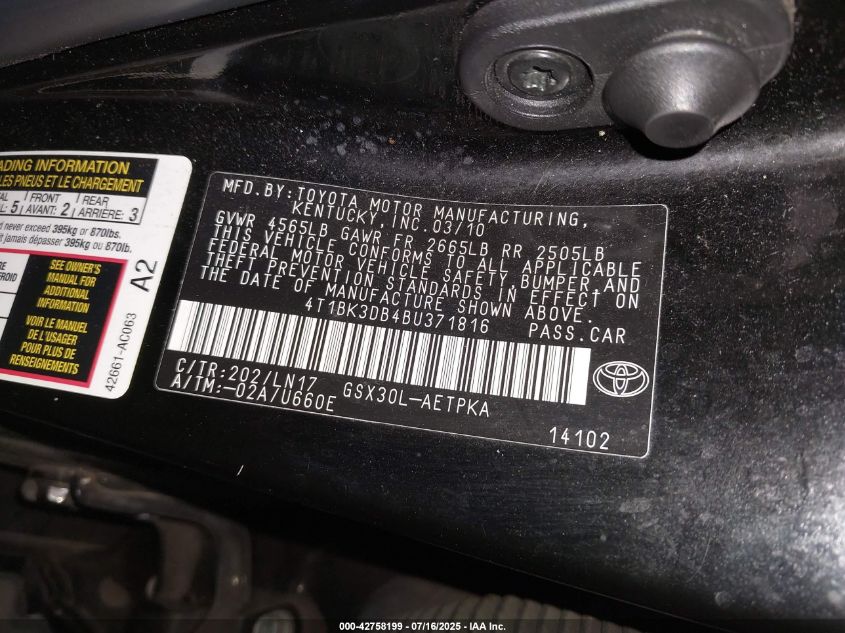 ADING INFORMATION
LES PNEUS ET LE CHARGEMENT
AL 5 FRONT 2 REAR 3
AVANT: ARRIÈRE:
d never exceed 395kg or 870lbs.
it jamais dépasser 395kg ou 870lb.
SEE OWNER'S
MANUAL FOR
ADDITIONAL
INFORMATION
VOIR LE MANUEL
DE L'USAGER
POUR PLUS DE
RENSEIGNEMENTS
A2
42661-AC063
MFD.BY:TOYOTA MOTOR MANUFACTURING,
KENTUCKY, INC.03/10
GVWR 4565LB GAWR FR 2665LB RR 2505LB
THIS VEHICLE CONFORMS TO ALL APPLICABLE
FEDERAL MOTOR VEHICLE SAFETY,BUMPER,AND
THEFT PREVENTION STANDARDS IN EFFECT ON
THE DATE OF MANUFACTURE SHOWN ABOVE.
4T1BK3DB4BU371816 PASS.CAR
C/TR:202/LN17 GSX30L-AETPKA
A/TM:-02A/U660E
14102
000-42758199 - 07/16/2025 - IAA Inc.